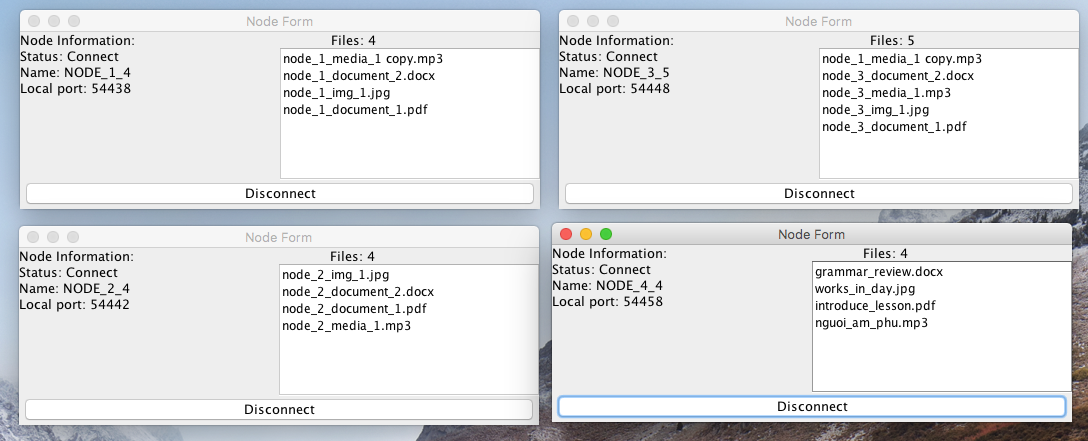 Node Form
Node Information:
Status: Connect
Name: NODE_1_4
Local port: 54438
Files: 4
node_1_media_1 copy.mp3
node_1_document_2.docx
node_1_img_1.jpg
node_1_document_1.pdf
Disconnect
Node Form
Node Information:
Status: Connect
Name: NODE_3_5
Local port: 54448
Files: 5
node_1_media_1 copy.mp3
node_3_document_2.docx
node_3_media_1.mp3
node_3_img_1.jpg
node_3_document_1.pdf
Disconnect
Node Form
Node Information:
Status: Connect
Name: NODE_2_4
Local port: 54442
Files: 4
node_2_img_1.jpg
node_2_document_2.docx
node_2_document_1.pdf
node_2_media_1.mp3
Disconnect
Node Form
Node Information:
Status: Connect
Name: NODE_4_4
Local port: 54458
Files: 4
grammar_review.docx
works_in_day.jpg
introduce_lesson.pdf
nguoi_am_phu.mp3
Disconnect